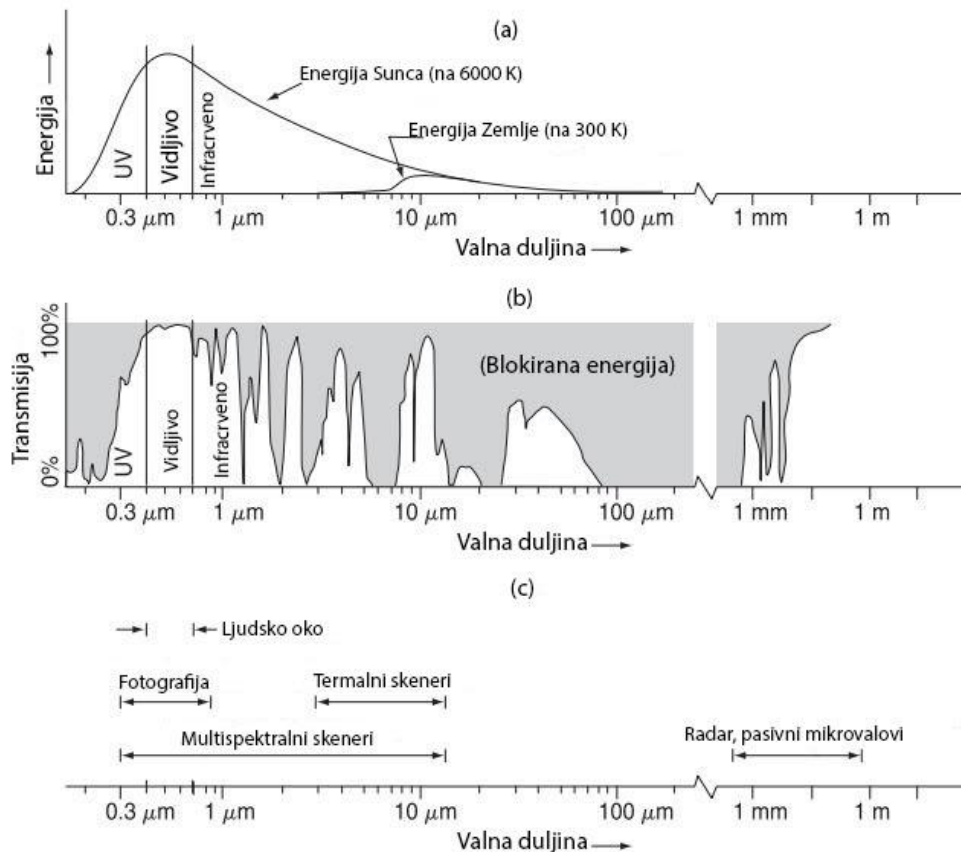 (a)
Energija
Energija Sunca (na 6000 K)
Energija Zemlje (na 300 K)
UV
Vidljivo
Infracrveno
0.3 μm 1 μm 10 μm 100 μm 1 mm 1 m
Valna duljina
(b)
Transmisija
100%
0%
(Blokirana energija)
UV
Vidljivo
Infracrveno
0.3 μm 1 μm 10 μm 100 μm 1 mm 1 m
Valna duljina
(c)
Ljudsko oko
Fotografija Termalni skeneri
Multispektralni skeneri Radar, pasivni mikrovalovi
0.3 μm 1 μm 10 μm 100 μm 1 mm 1 m
Valna duljina